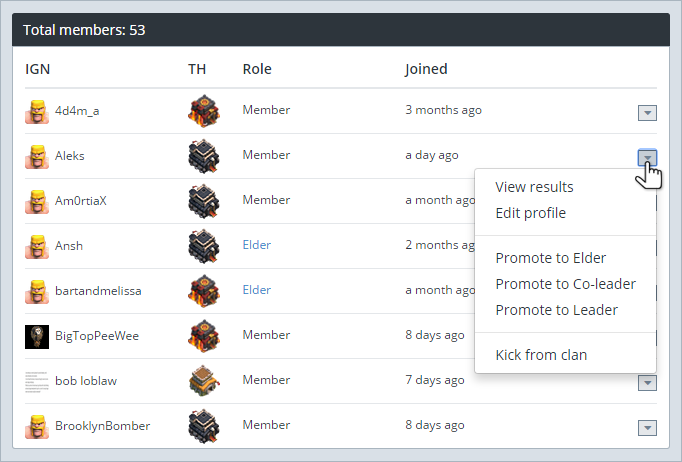 Total members: 53
IGN TH Role Joined
4d4m_a Member 3 months ago
Aleks Member a day ago
Am0rtiaX Member a month ago
Ansh Elder 2 months ag
bartandmelissa Elder a month ago
BigTopPeeWee Member 8 days ago
bob loblaw Member 7 days ago
BrooklynBomber Member 8 days ago
View results
Edit profile
Promote to Elder
Promote to Co-leader
Promote to Leader
Kick from clan